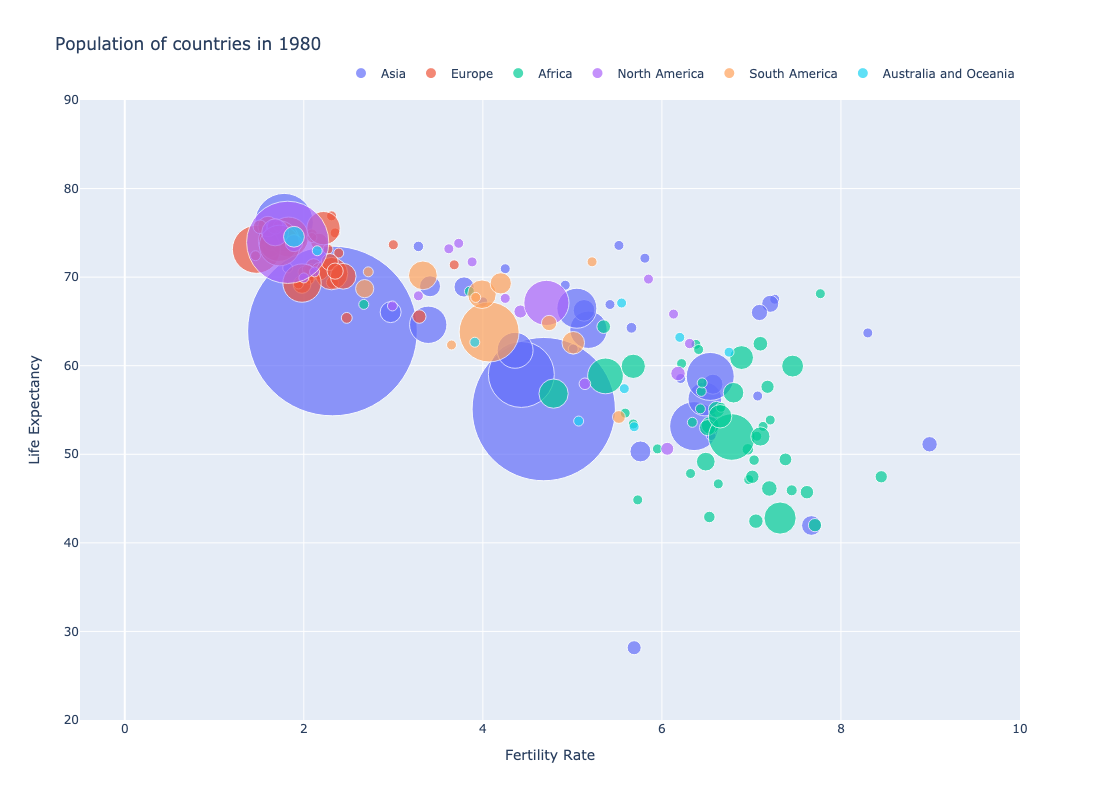 Population of countries in 1980
Asia Europe Africa North America South America Australia and Oceania
90
80
70
60
50
40
30
20
Life Expectancy
0 2 4 6 8 10
Fertility Rate